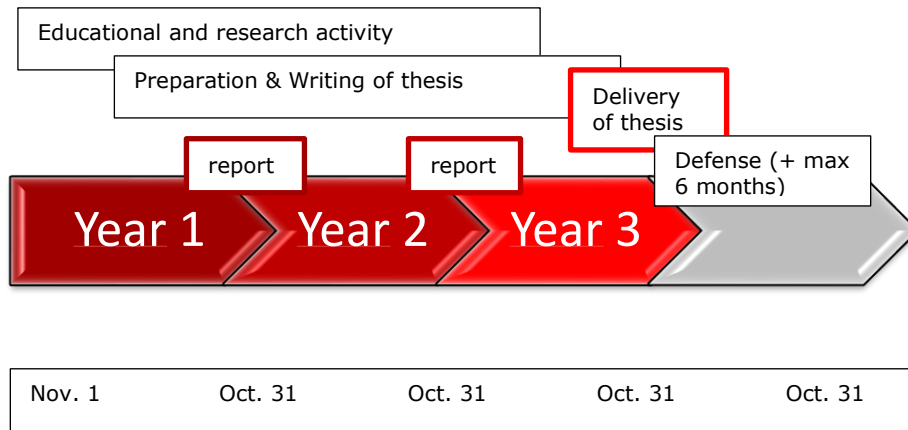 Educational and research activity
Preparation & Writing of thesis
Delivery
of thesis
report
report
Defense (+ max
6 months)
Year 1
Year 2
Year 3
Nov. 1 Oct. 31 Oct. 31 Oct. 31 Oct. 31